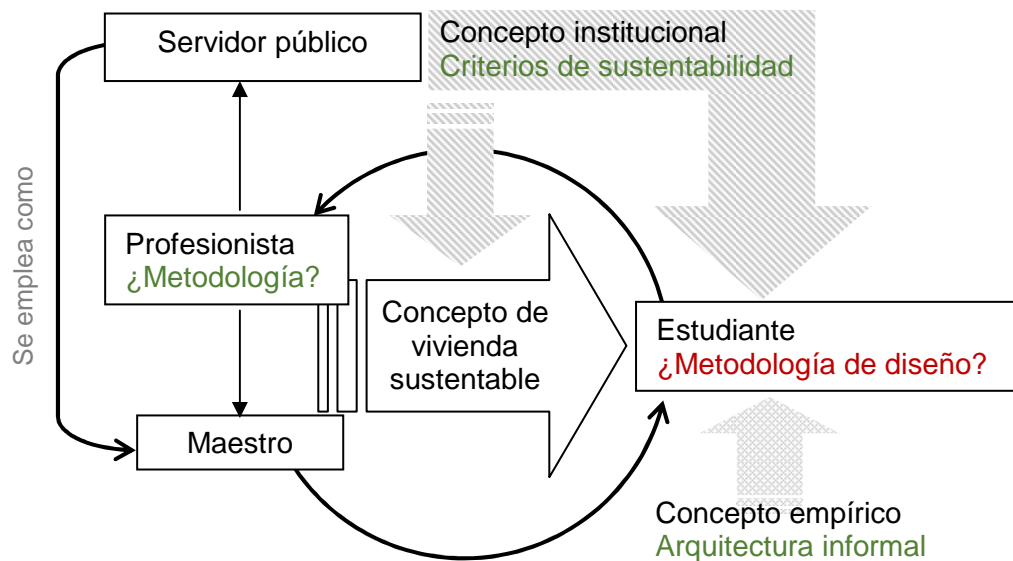 Servidor público
Concepto institucional
Criterios de sustentabilidad
Se emplea como
Profesionista
¿Metodología?
Concepto de
vivienda
sustentable
Estudiante
¿Metodología de diseño?
Maestro
Concepto empírico
Arquitectura informal